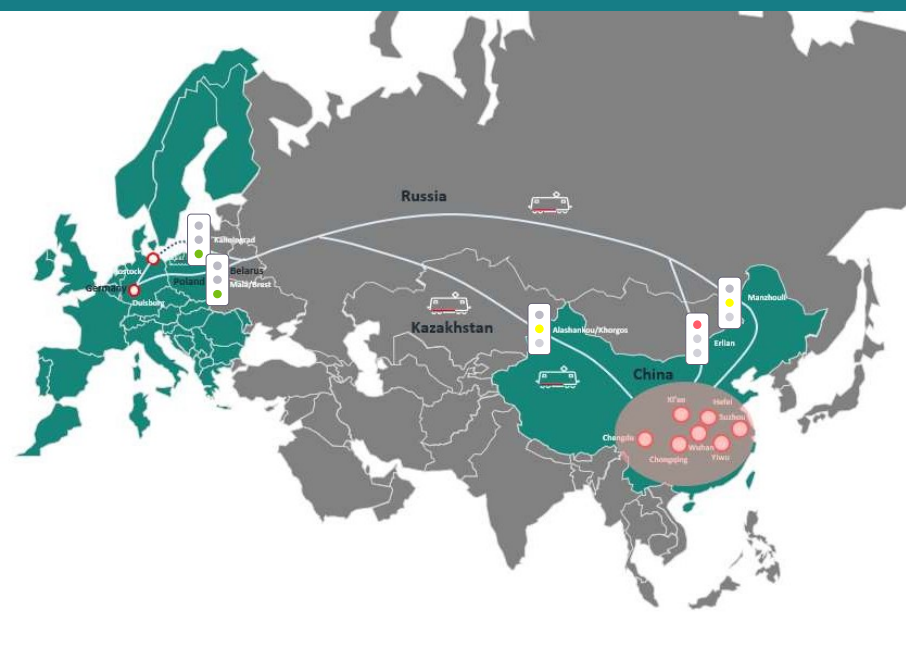 Russia
Kaliningrad
Belarus
Rostock
Poland
Mala/Brest
Germany
Duisburg
Manzhouli
Kazakhstan
Alashankou/Khorgos
Erlian
China
Xi'an
Hefei
Suzhou
Chengdu
Wuhan
Chongqing
Yiwu